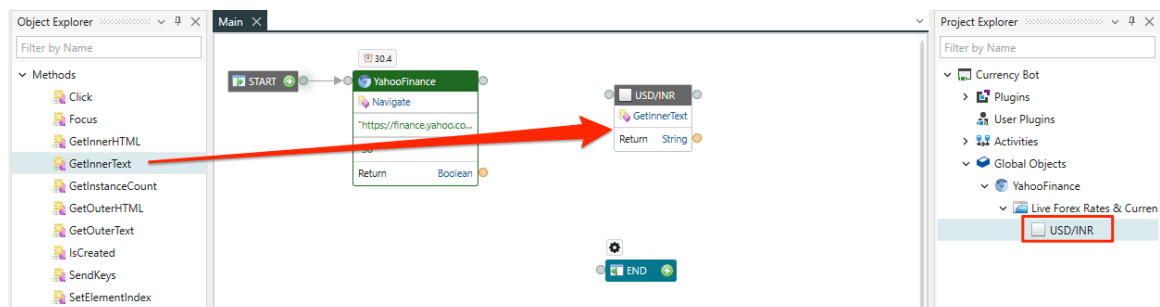 Object Explorer
Filter by Name
Methods
Click
Focus
GetInnerHTML
GetInnerText
GetInstanceCount
GetOuterHTML
GetOuterText
IsCreated
SendKeys
SetElementIndex
Main
START
30.4
YahooFinance
Navigate
"https://finance.yahoo.co...
Return Boolean
USD/INR
GetInnerText
Return String
END
Project Explorer
Filter by Name
Currency Bot
Plugins
User Plugins
Activities
Global Objects
YahooFinance
Live Forex Rates & Curren
USD/INR